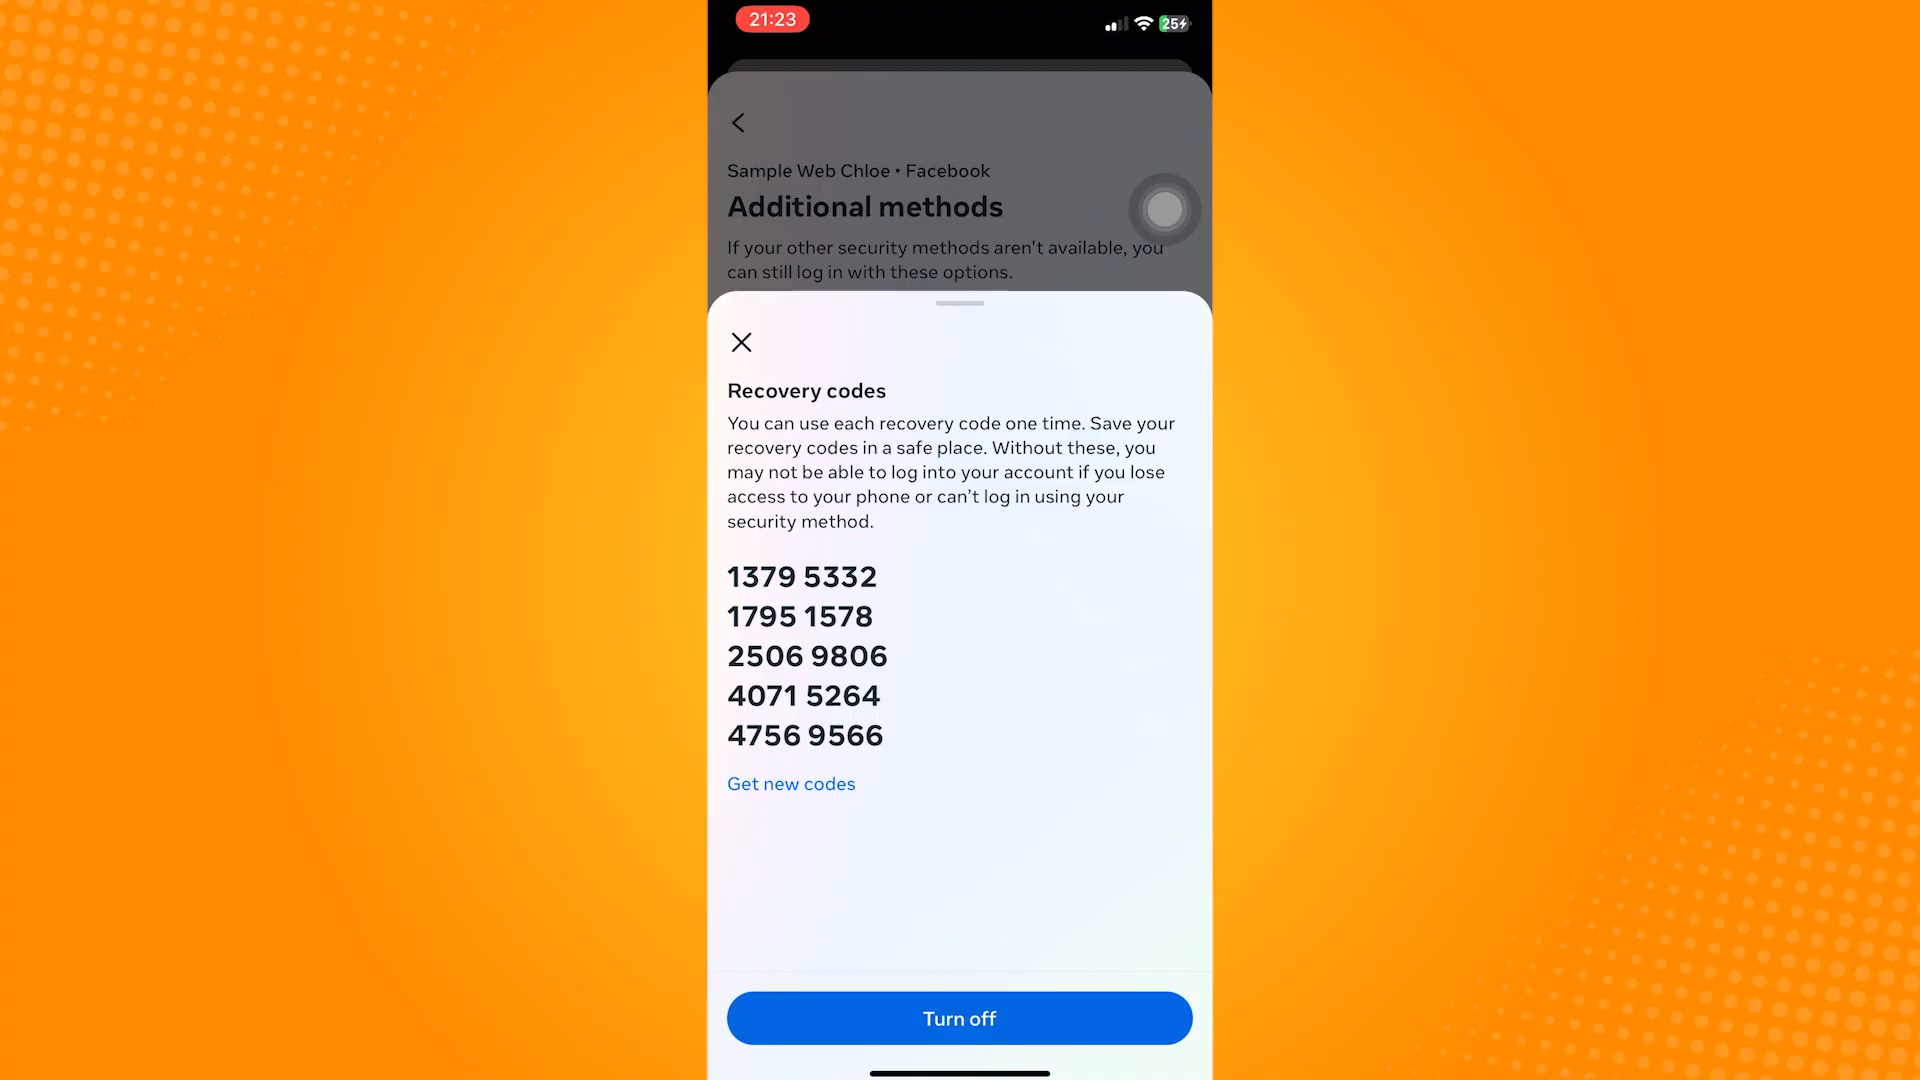 21:23
25
Sample Web Chloe • Facebook
Additional methods
If your other security methods aren't available, you
can still log in with these options.
Recovery codes
You can use each recovery code one time. Save your
recovery codes in a safe place. Without these, you
may not be able to log into your account if you lose
access to your phone or can’t log in using your
security method.
1379 5332
1795 1578
2506 9806
4071 5264
4756 9566
Get new codes
Turn off